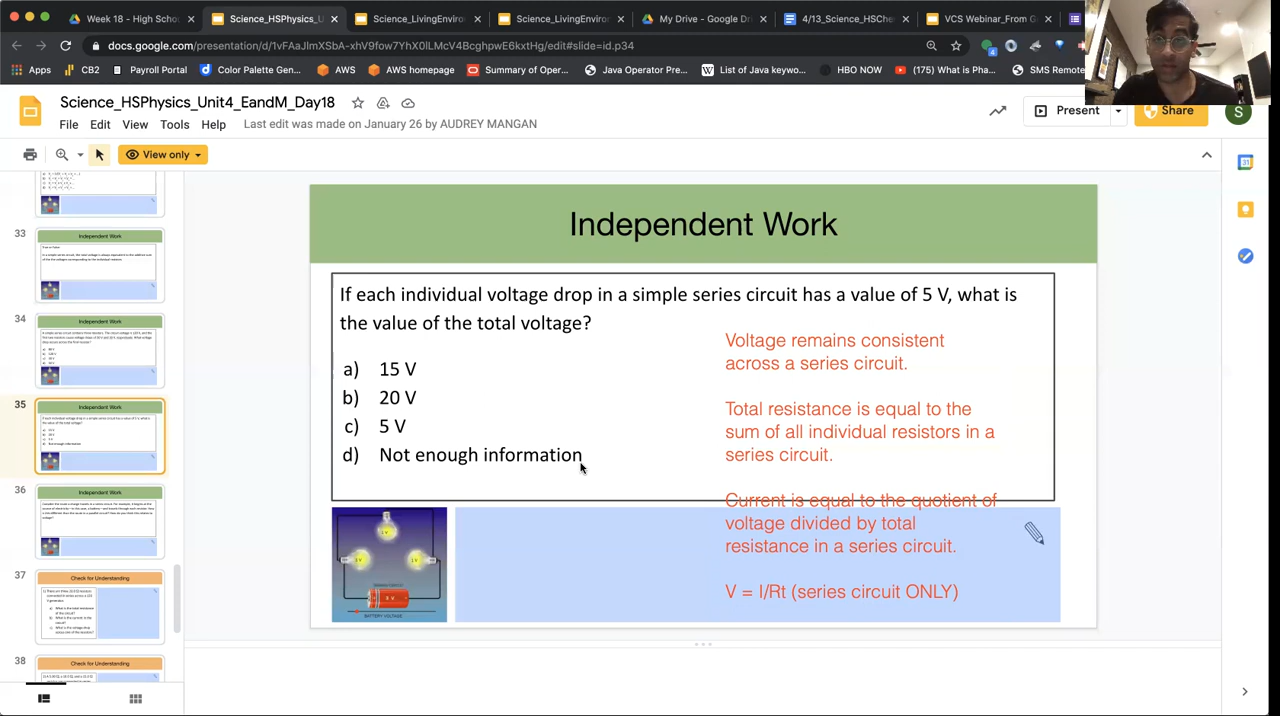 Week 18 - High Scho
Science_HSPhysics_U
Science_LivingEnviro
Science_LivingEnviro
My Drive - Google Dri
4/13_Science_HSChe
VCS Webinar_From G
docs.google.com/presentation/d/1vFAaJlmXSbA-xhV9fow7YhX0lLMcV4BcghpwE6kxtHg/edit#slide=id.p34
Apps
CB2
Payroll Portal
Color Palette Gen...
AWS
AWS homepage
Summary of Oper...
Java Operator Pre...
List of Java keywo...
HBO NOW
(175) What is Pha...
SMS Remote
Science_HSPhysics_Unit4_EandM_Day18
File Edit View Tools Help
Last edit was made on January 26 by COREY MANGAN
Present
Share
S
View only
31
33
Independent Work
34
Independent Work
35
Independent Work
36
Independent Work
37
Check for Understanding
38
Check for Understanding
Independent Work
If each individual voltage drop in a simple series circuit has a value of 5 V, what is
the value of the total voltage?
a) 15 V
b) 20 V
c) 5 V
d) Not enough information
Voltage remains consistent
across a series circuit.
Total resistance is equal to the
sum of all individual resistors in a
series circuit.
Current is equal to the quotient of
voltage divided by total
resistance in a series circuit.
V = IRt (series circuit ONLY)
BATTERY VOLTAGE